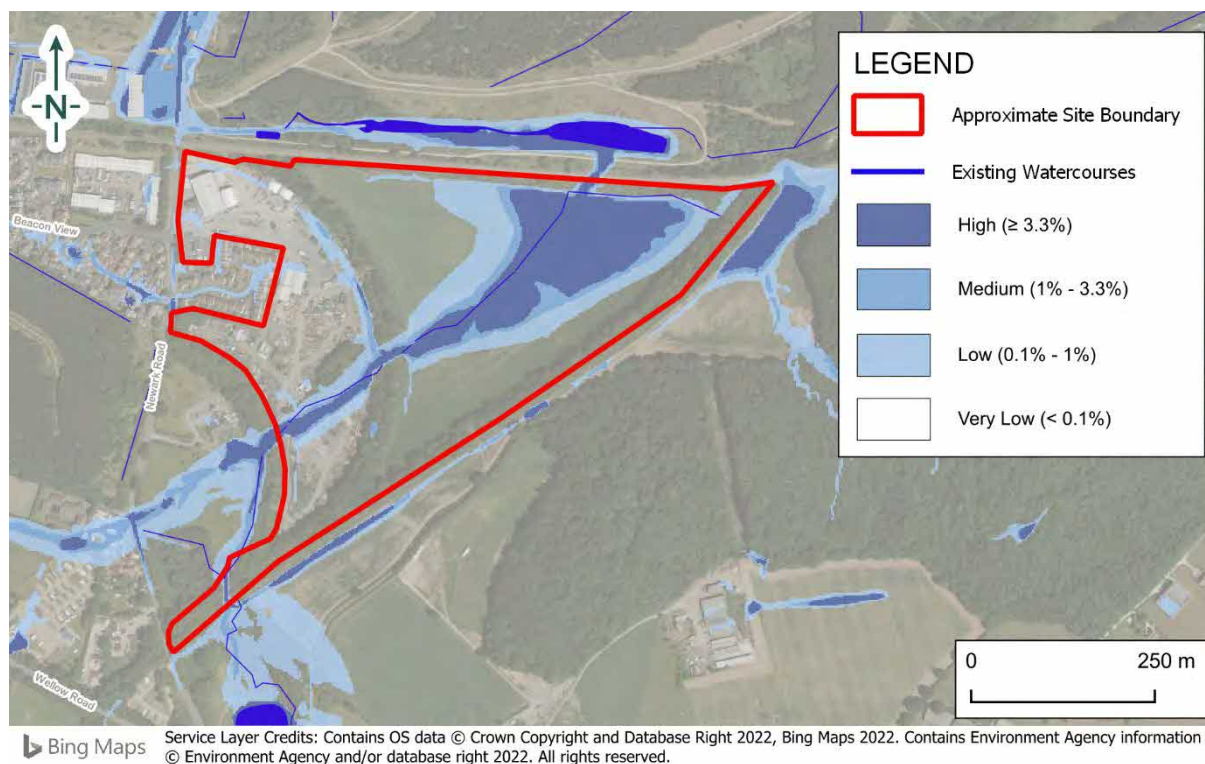 N
Beacon View
Newark Road
Wellow Road
LEGEND
Approximate Site Boundary
Existing Watercourses
High (≥ 3.3%)
Medium (1% - 3.3%)
Low (0.1% - 1%)
Very Low (< 0.1%)
0 250 m
Bing Maps
Service Layer Credits: Contains OS data © Crown Copyright and Database Right 2022, Bing Maps 2022. Contains Environment Agency information
© Environment Agency and/or database right 2022. All rights reserved.